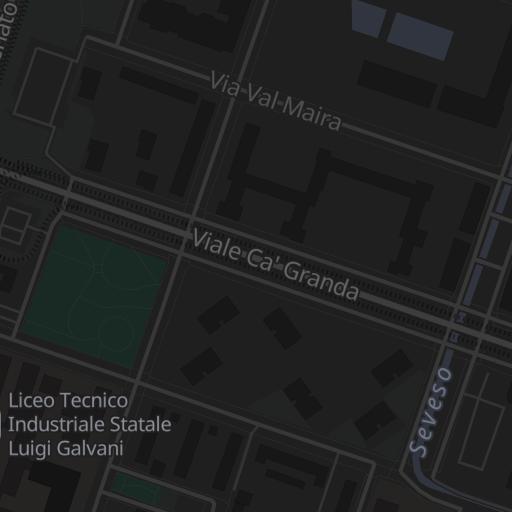 Via Val Maira
Viale Ca' Granda
Seveso
Liceo Tecnico
Industriale Statale
Luigi Galvani